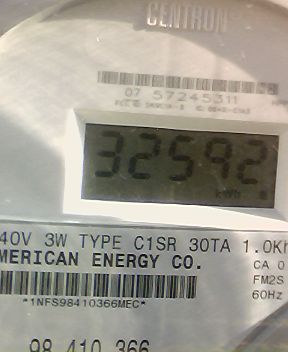 CENTRON
07 57245311
32592
kWh
40V 3W TYPE C1SR 30TA 1.0Kh
MERICAN ENERGY CO. CA 0
FM2S
*1NFS98410366MEC* 60Hz
98 410 366